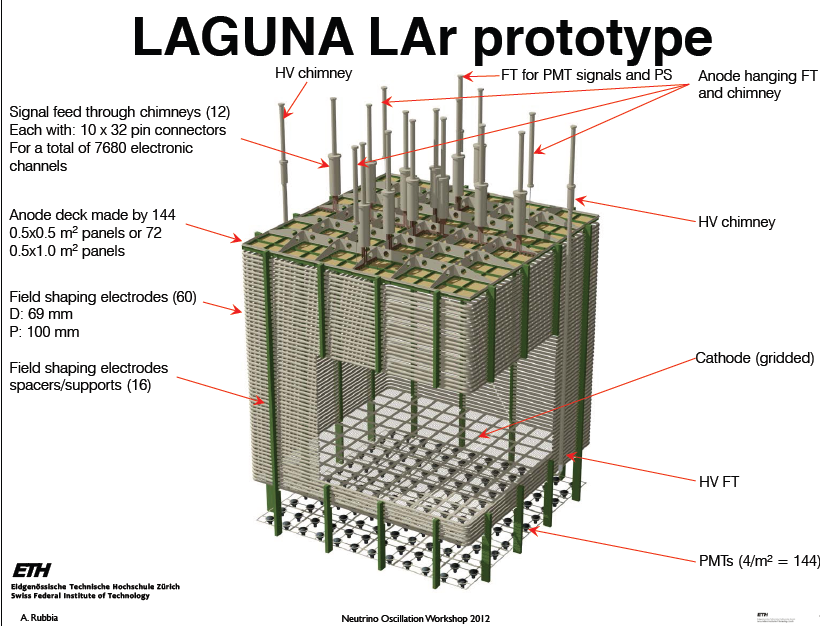 LAGUNA LAr prototype
HV chimney
FT for PMT signals and PS
Anode hanging FT
and chimney
Signal feed through chimneys (12)
Each with: 10 x 32 pin connectors
For a total of 7680 electronic
channels
Anode deck made by 144
0.5x0.5 m² panels or 72
0.5x1.0 m² panels
HV chimney
Field shaping electrodes (60)
D: 69 mm
P: 100 mm
Field shaping electrodes
spacers/supports (16)
Cathode (gridded)
HV FT
PMTs (4/m² = 144)
ETH
Eidgenössische Technische Hochschule Zürich
Swiss Federal Institute of Technology
A. Rubbia
Neutrino Oscillation Workshop 2012
ETH